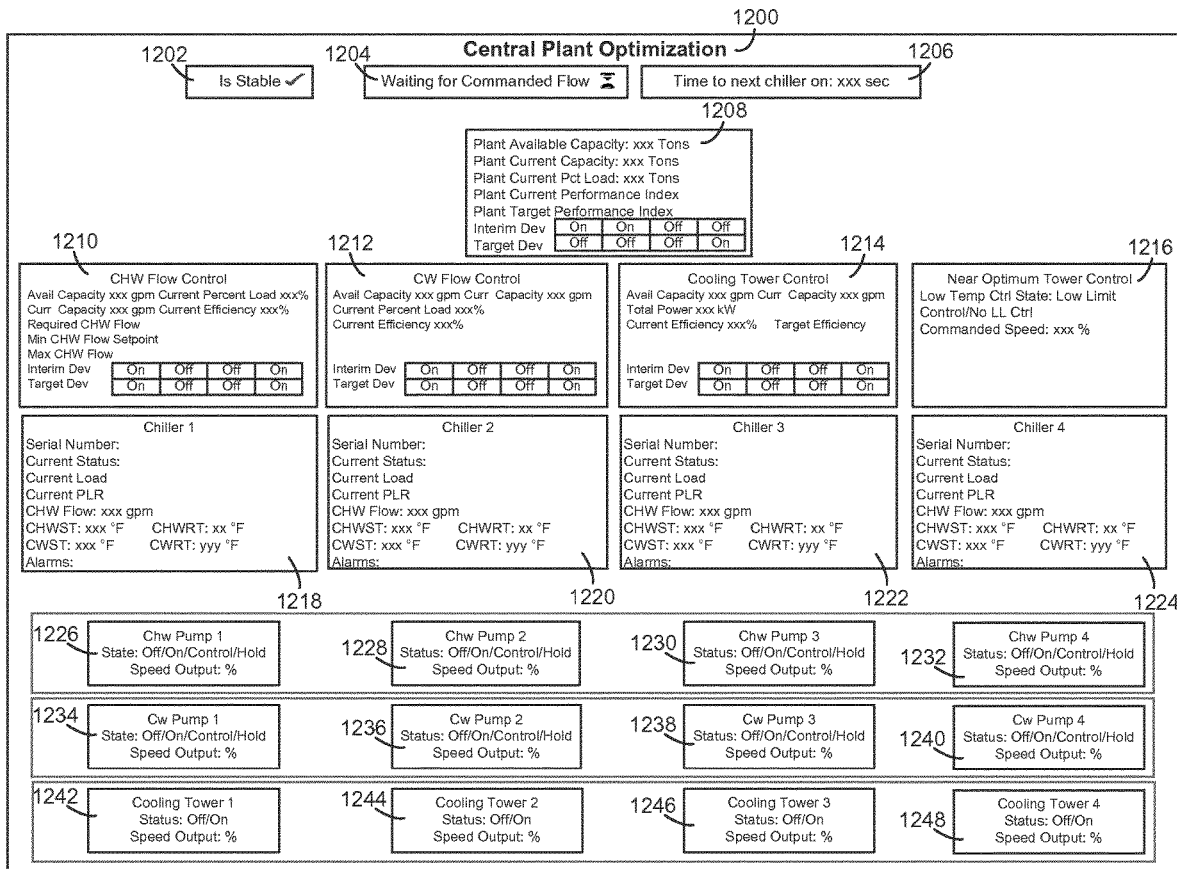 1200
Central Plant Optimization
1202
1204
1206
Is Stable ✓
Waiting for Commanded Flow ⌛
Time to next chiller on: xxx sec
1208
Plant Available Capacity: xxx Tons
Plant Current Capacity: xxx Tons
Plant Current Pct Load: xxx Tons
Plant Current Performance Index
Plant Target Performance Index
Interim Dev On On Off Off
Target Dev Off Off Off On
1210
CHW Flow Control
Avail Capacity xxx gpm Current Percent Load xxx%
Curr Capacity xxx gpm Current Efficiency xxx%
Required CHW Flow
Min CHW Flow Setpoint
Max CHW Flow
Interim Dev On Off Off On
Target Dev On Off Off On
1212
CW Flow Control
Avail Capacity xxx gpm Curr Capacity xxx gpm
Current Percent Load xxx%
Current Efficiency xxx%
Interim Dev On Off Off On
Target Dev On Off Off On
1214
Cooling Tower Control
Avail Capacity xxx gpm Curr Capacity xxx gpm
Total Power xxx kW
Current Efficiency xxx% Target Efficiency
Interim Dev On Off Off On
Target Dev On Off Off On
1216
Near Optimum Tower Control
Low Temp Ctrl State: Low Limit
Control/No LL Ctrl
Commanded Speed: xxx %
Chiller 1
Serial Number:
Current Status:
Current Load
Current PLR
CHW Flow: xxx gpm
CHWST: xxx °F CHWRT: xx °F
CWST: xxx °F CWRT: yyy °F
Alarms:
1218
Chiller 2
Serial Number:
Current Status:
Current Load
Current PLR
CHW Flow: xxx gpm
CHWST: xxx °F CHWRT: xx °F
CWST: xxx °F CWRT: yyy °F
Alarms:
1220
Chiller 3
Serial Number:
Current Status:
Current Load
Current PLR
CHW Flow: xxx gpm
CHWST: xxx °F CHWRT: xx °F
CWST: xxx °F CWRT: yyy °F
Alarms:
1222
Chiller 4
Serial Number:
Current Status:
Current Load
Current PLR
CHW Flow: xxx gpm
CHWST: xxx °F CHWRT: xx °F
CWST: xxx °F CWRT: yyy °F
Alarms:
1224
1226
Chw Pump 1
State: Off/On/Control/Hold
Speed Output: %
1228
Chw Pump 2
Status: Off/On/Control/Hold
Speed Output: %
1230
Chw Pump 3
Status: Off/On/Control/Hold
Speed Output: %
1232
Chw Pump 4
Status: Off/On/Control/Hold
Speed Output: %
1234
Cw Pump 1
State: Off/On/Control/Hold
Speed Output: %
1236
Cw Pump 2
Status: Off/On/Control/Hold
Speed Output: %
1238
Cw Pump 3
Status: Off/On/Control/Hold
Speed Output: %
1240
Cw Pump 4
Status: Off/On/Control/Hold
Speed Output: %
1242
Cooling Tower 1
Status: Off/On
Speed Output: %
1244
Cooling Tower 2
Status: Off/On
Speed Output: %
1246
Cooling Tower 3
Status: Off/On
Speed Output: %
1248
Cooling Tower 4
Status: Off/On
Speed Output: %